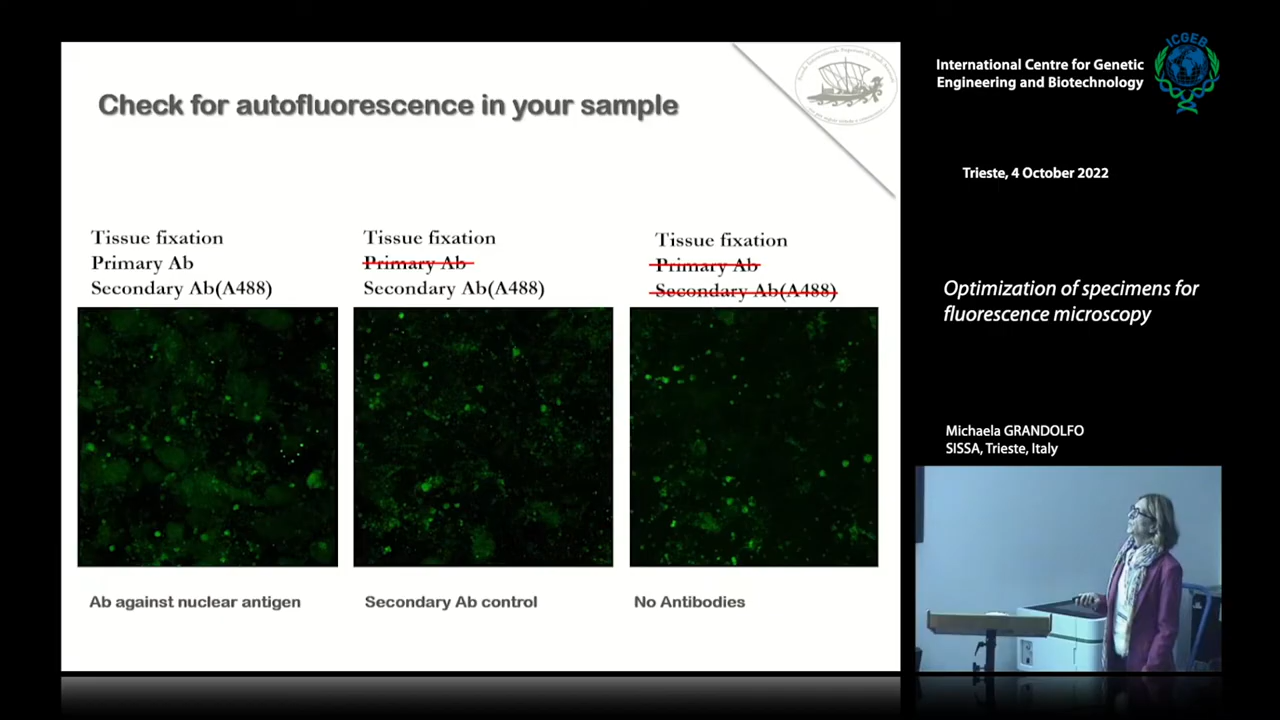 Check for autofluorescence in your sample
Tissue fixation
Primary Ab
Secondary Ab(A488)
Tissue fixation
Primary Ab
Secondary Ab(A488)
Tissue fixation
Primary Ab
Secondary Ab(A488)
Ab against nuclear antigen
Secondary Ab control
No Antibodies
ICGEB
International Centre for Genetic
Engineering and Biotechnology
Trieste, 4 October 2022
Optimization of specimens for
fluorescence microscopy
Michaela GRANDOLFO
SISSA, Trieste, Italy